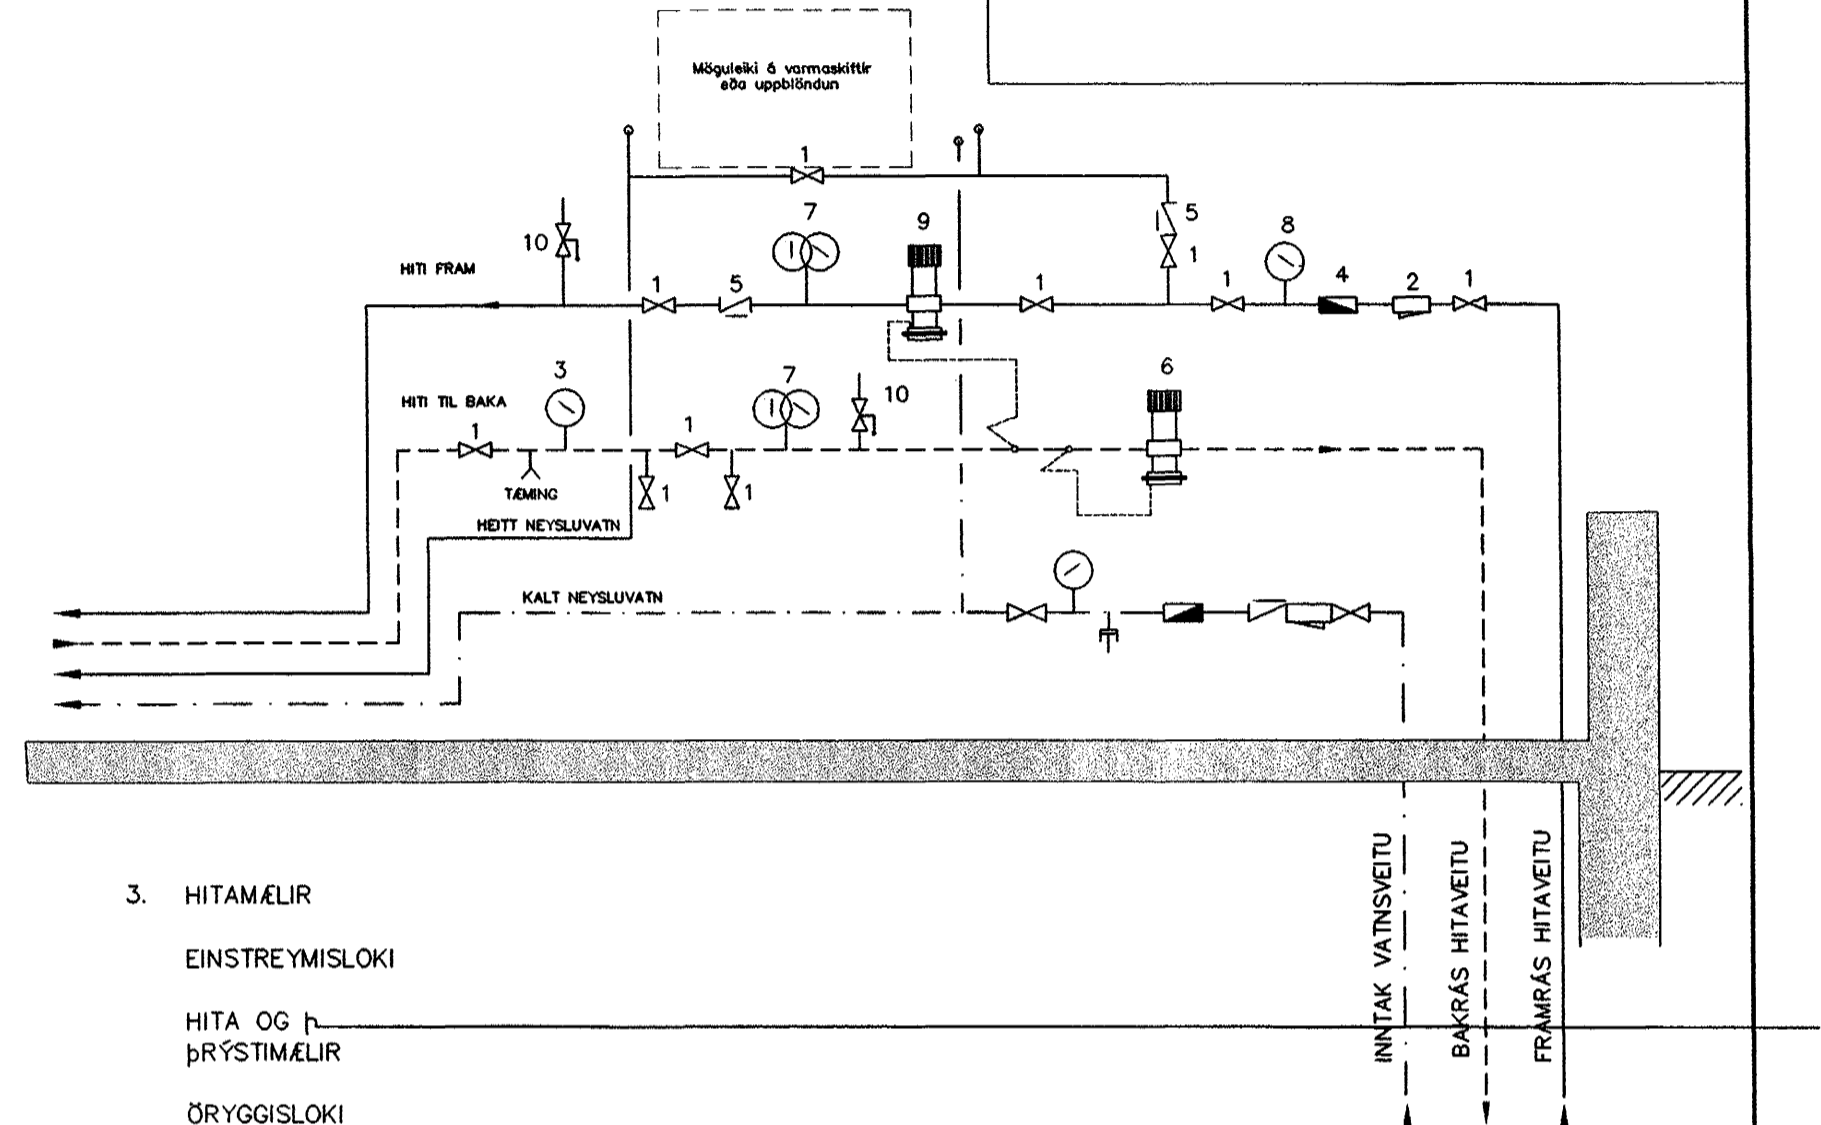 Möguleiki á varmaskiftir
eða uppblöndun
1
7
9
5
8
10
1
HITI FRAM
1
5
1
1
4
2
1
3
7
10
6
HITI TIL BAKA
1
1
TÆMING
1
1
HEITT NEYSLUVATN
KALT NEYSLUVATN
INNTAK VATNSVEITU
BAKRÁS HITAVEITU
FRAMRÁS HITAVEITU
3. HITAMÆLIR
EINSTREYMISLOKI
HITA OG Þ
ÞRÝSTIMÆLIR
ÖRYGGISLOKI